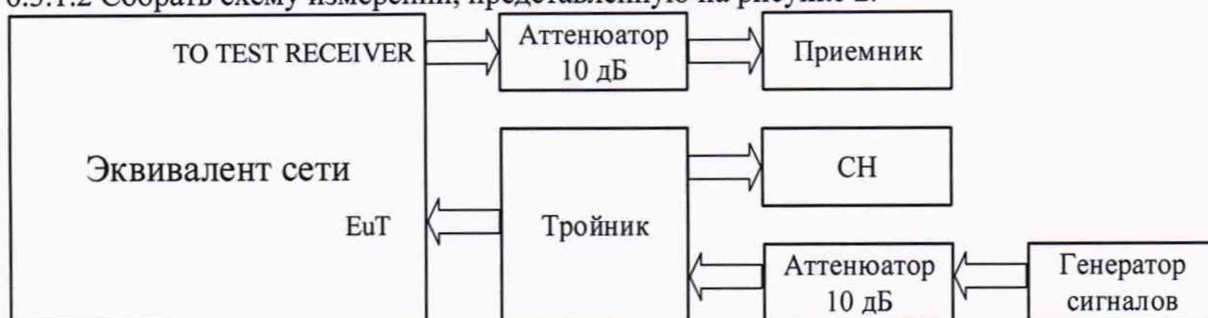 6.3.1.2 Собрать схему измерений, представленную на рисунке 2.
TO TEST RECEIVER
Аттенюатор
10 дБ
Приемник
Эквивалент сети
EuT
Тройник
СН
Аттенюатор
10 дБ
Генератор
сигналов